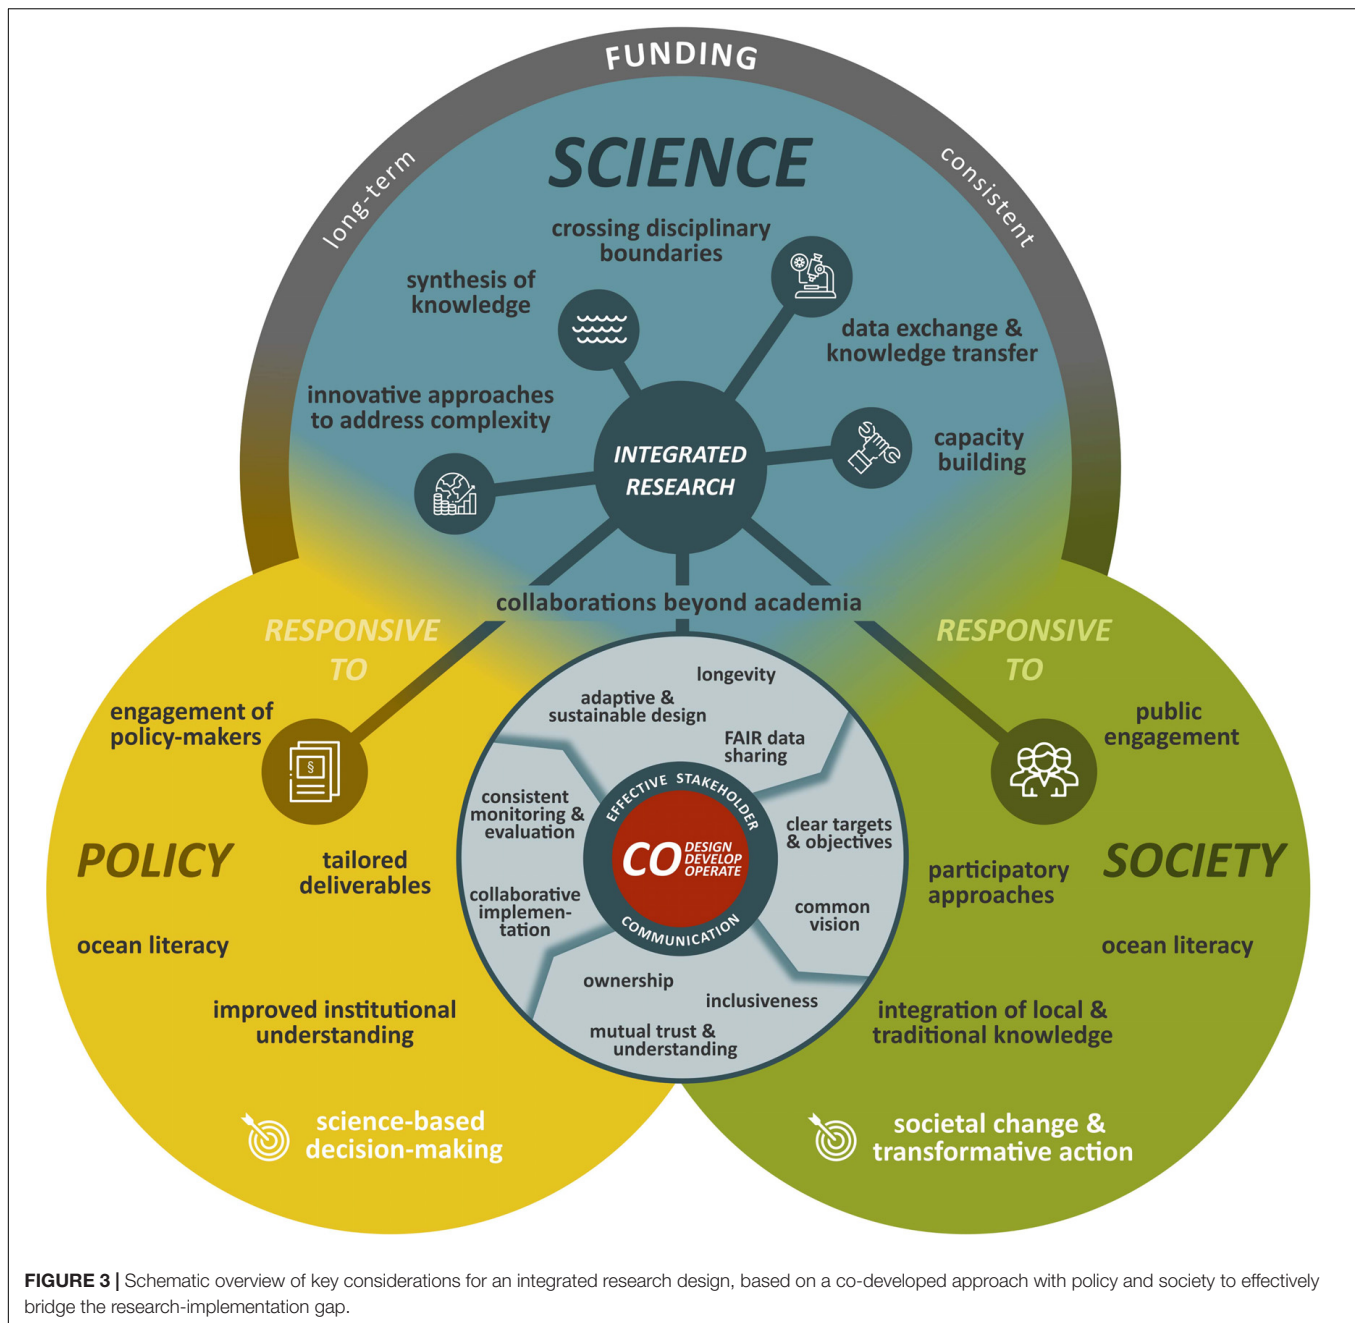 FUNDING
long-term
consistent
SCIENCE
crossing disciplinary
boundaries
synthesis of
knowledge
data exchange &
knowledge transfer
innovative approaches
to address complexity
capacity
building
INTEGRATED
RESEARCH
collaborations beyond academia
RESPONSIVE
TO
engagement of
policy-makers
§
POLICY
tailored
deliverables
ocean literacy
improved institutional
understanding
science-based
decision-making
longevity
adaptive &
sustainable design
FAIR data
sharing
consistent
monitoring &
evaluation
clear targets
& objectives
collaborative
implemen-
tation
common
vision
ownership
inclusiveness
mutual trust &
understanding
EFFECTIVE STAKEHOLDER
COMMUNICATION
CO
DESIGN
DEVELOP
OPERATE
RESPONSIVE
TO
public
engagement
SOCIETY
participatory
approaches
ocean literacy
integration of local &
traditional knowledge
societal change &
transformative action
FIGURE 3 | Schematic overview of key considerations for an integrated research design, based on a co-developed approach with policy and society to effectively
bridge the research-implementation gap.